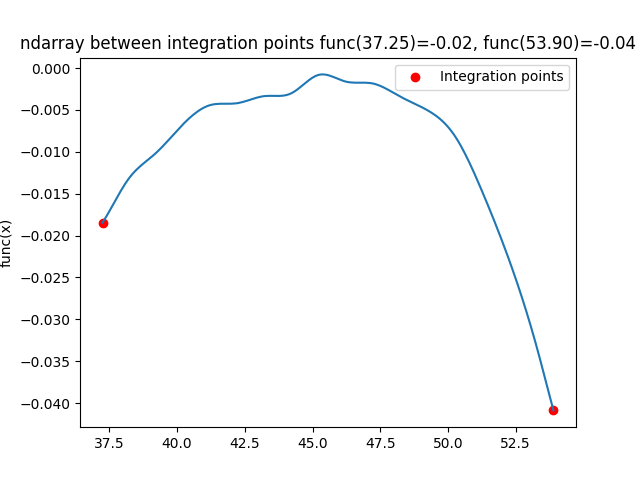 ndarray between integration points func(37.25)=-0.02, func(53.90)=-0.04
Integration points
0.000
−0.005
−0.010
−0.015
−0.020
−0.025
−0.030
−0.035
−0.040
func(x)
37.5 40.0 42.5 45.0 47.5 50.0 52.5